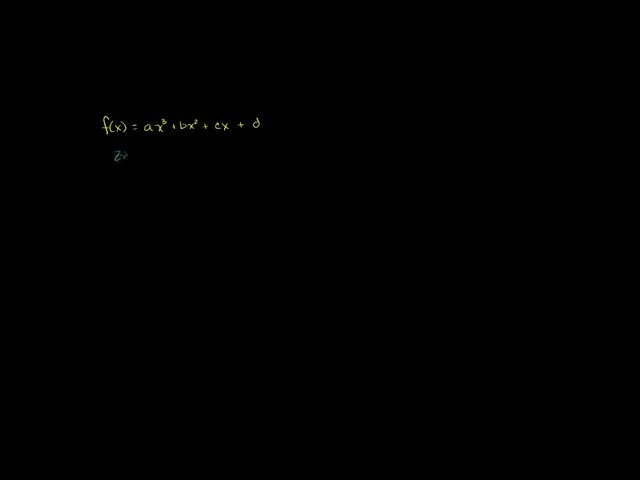 f(x) = ax³ + bx² + cx + d